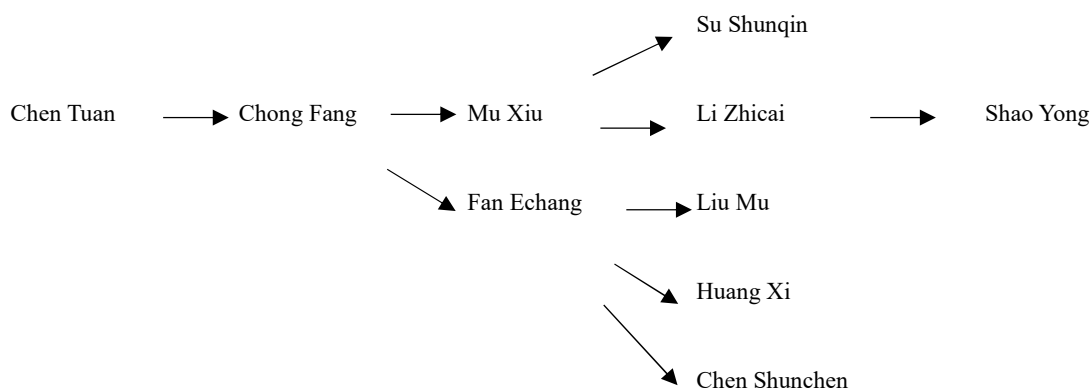 Su Shunqin
Chen Tuan Chong Fang Mu Xiu Li Zhicai Shao Yong
Fan Echang Liu Mu
Huang Xi
Chen Shunchen